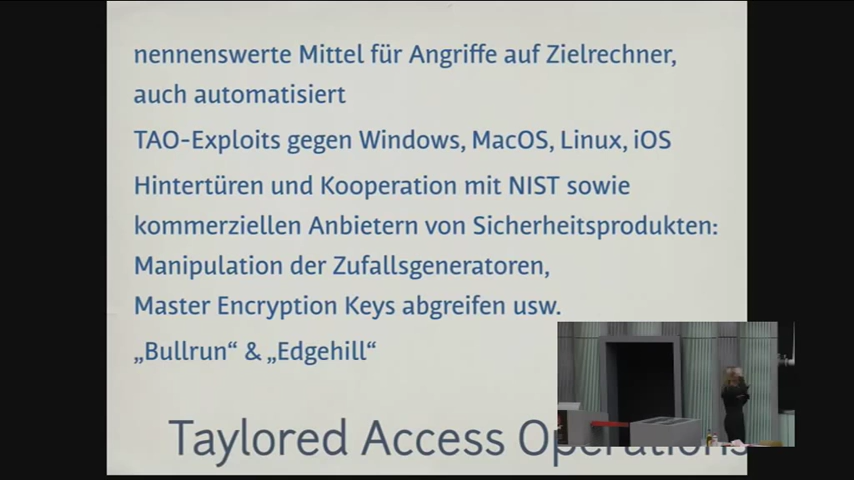 nennenswerte Mittel für Angriffe auf Zielrechner,
auch automatisiert
TAO-Exploits gegen Windows, MacOS, Linux, iOS
Hintertüren und Kooperation mit NIST sowie
kommerziellen Anbietern von Sicherheitsprodukten:
Manipulation der Zufallsgeneratoren,
Master Encryption Keys abgreifen usw.
„Bullrun“ & „Edgehill“
Taylored Access Operations